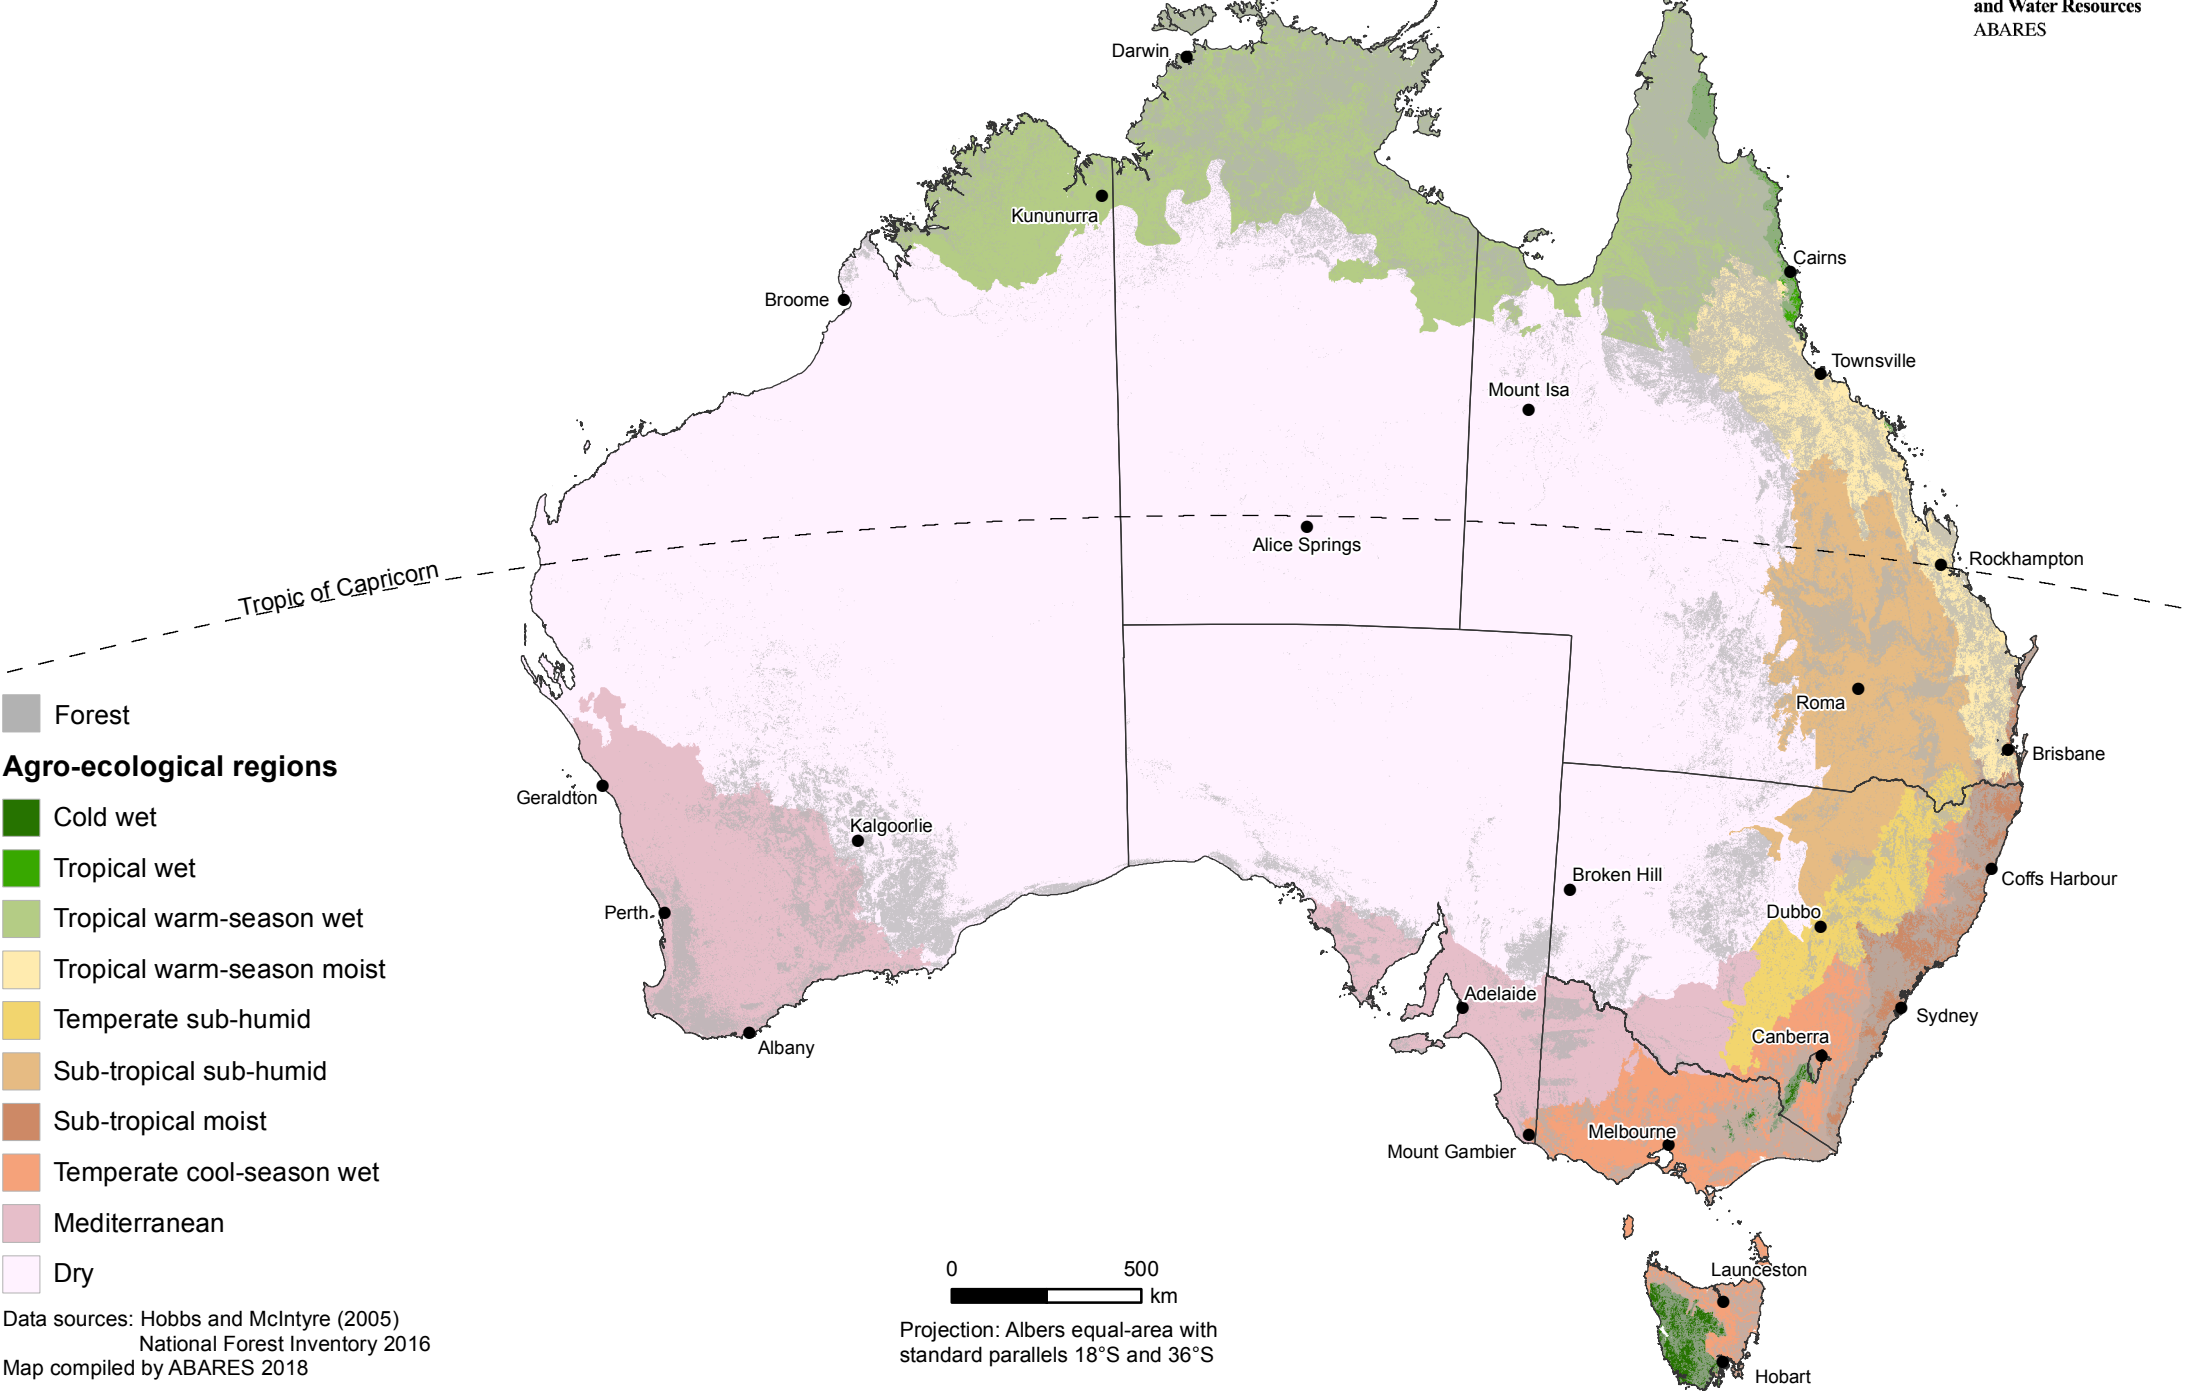 and Water Resources
ABARES
Darwin
Kununurra
Cairns
Broome
Townsville
Mount Isa
Alice Springs
Rockhampton
Tropic of Capricorn
Roma
Brisbane
Geraldton
Kalgoorlie
Broken Hill
Coffs Harbour
Perth
Dubbo
Adelaide
Sydney
Canberra
Albany
Melbourne
Mount Gambier
Launceston
Hobart
Forest
Agro-ecological regions
Cold wet
Tropical wet
Tropical warm-season wet
Tropical warm-season moist
Temperate sub-humid
Sub-tropical sub-humid
Sub-tropical moist
Temperate cool-season wet
Mediterranean
Dry
Data sources: Hobbs and McIntyre (2005)
National Forest Inventory 2016
Map compiled by ABARES 2018
0 500
km
Projection: Albers equal-area with
standard parallels 18°S and 36°S